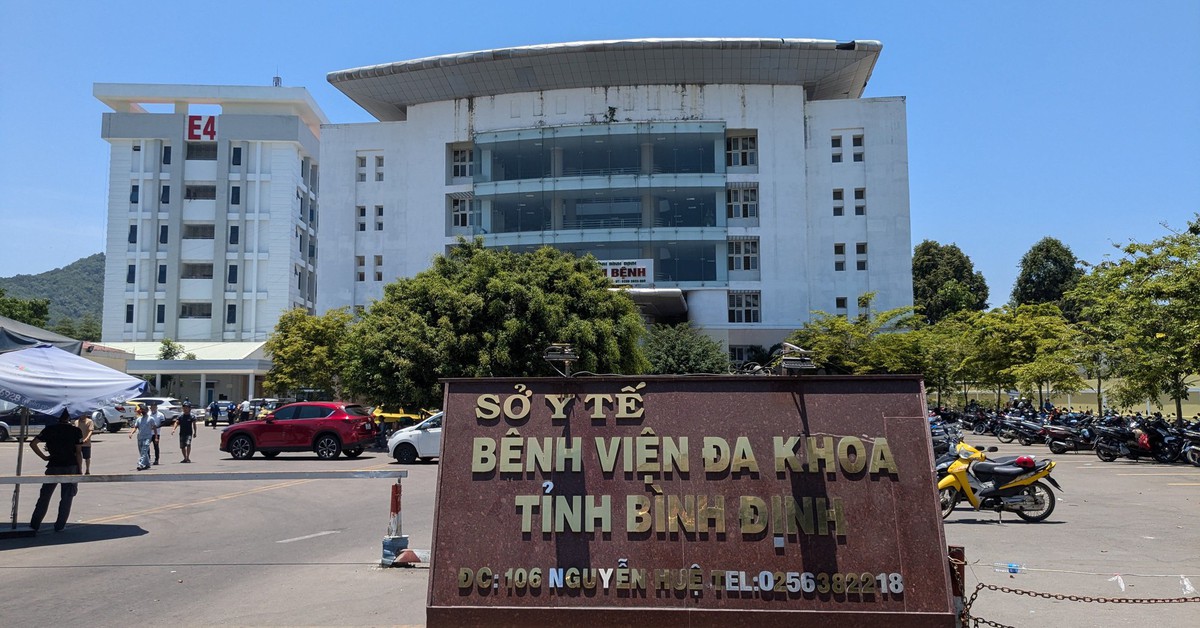 E4
M BỆNH
SỞ Y TẾ
BỆNH VIỆN ĐA KHOA
TỈNH BÌNH ĐỊNH
ĐC: 106 NGUYỄN HUỆ TEL:0256382218